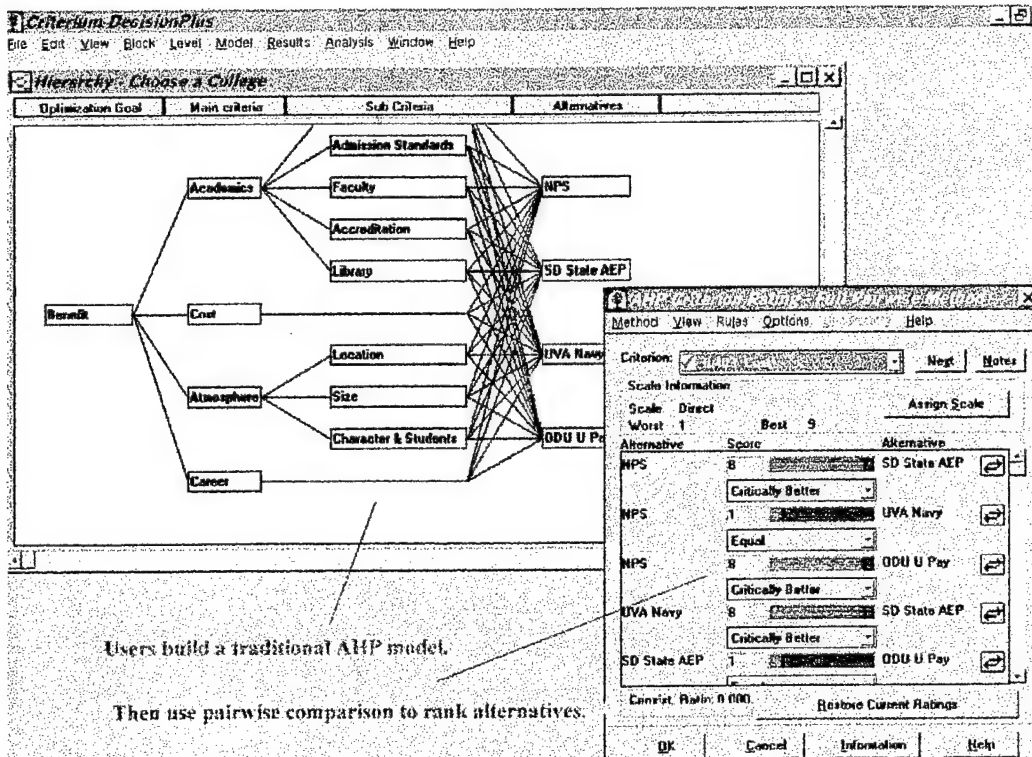 Criterium DecisionPlus
File Edit View Block Level Model Results Analysis Window Help
Hierarchy - Choose a College
Optimization Goal Main criteria Sub Criteria Alternatives
Admission Standards
Academics Faculty NPS
Accreditation
Library SD State AEP
Benefit Cost
Location UVA Navy
Atmosphere Size
Character & Students ODU U Pay
Career
Users build a traditional AHP model.
Then use pairwise comparison to rank alternatives.
AHP Criterion Rating - Full Pairwise Method
Method View Rules Options Help
Criterion: Next Notes
Scale Information
Scale Direct Assign Scale
Worst 1 Best 9
Alternative Score Alternative
NPS 8 SD State AEP
Critically Better
NPS 1 UVA Navy
Equal
NPS 8 ODU U Pay
Critically Better
UVA Navy 8 SD State AEP
Critically Better
SD State AEP 1 ODU U Pay
Consist. Ratio: 0.000 Restore Current Ratings
OK Cancel Information Help